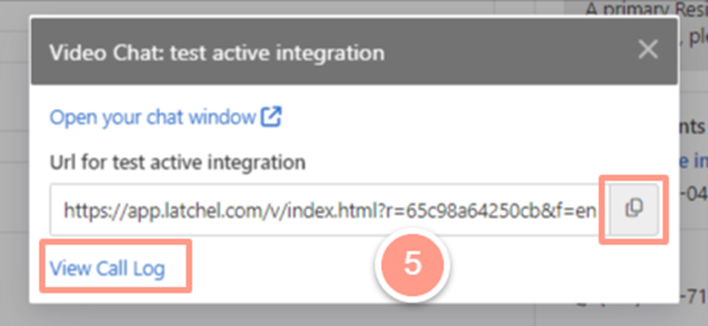 A primary Resi
Video Chat: test active integration
, ple
Open your chat window
nts
Url for test active integration
e in
https://app.latchel.com/v/index.html?r=65c98a64250cb&f=en
-04
View Call Log
5
-71